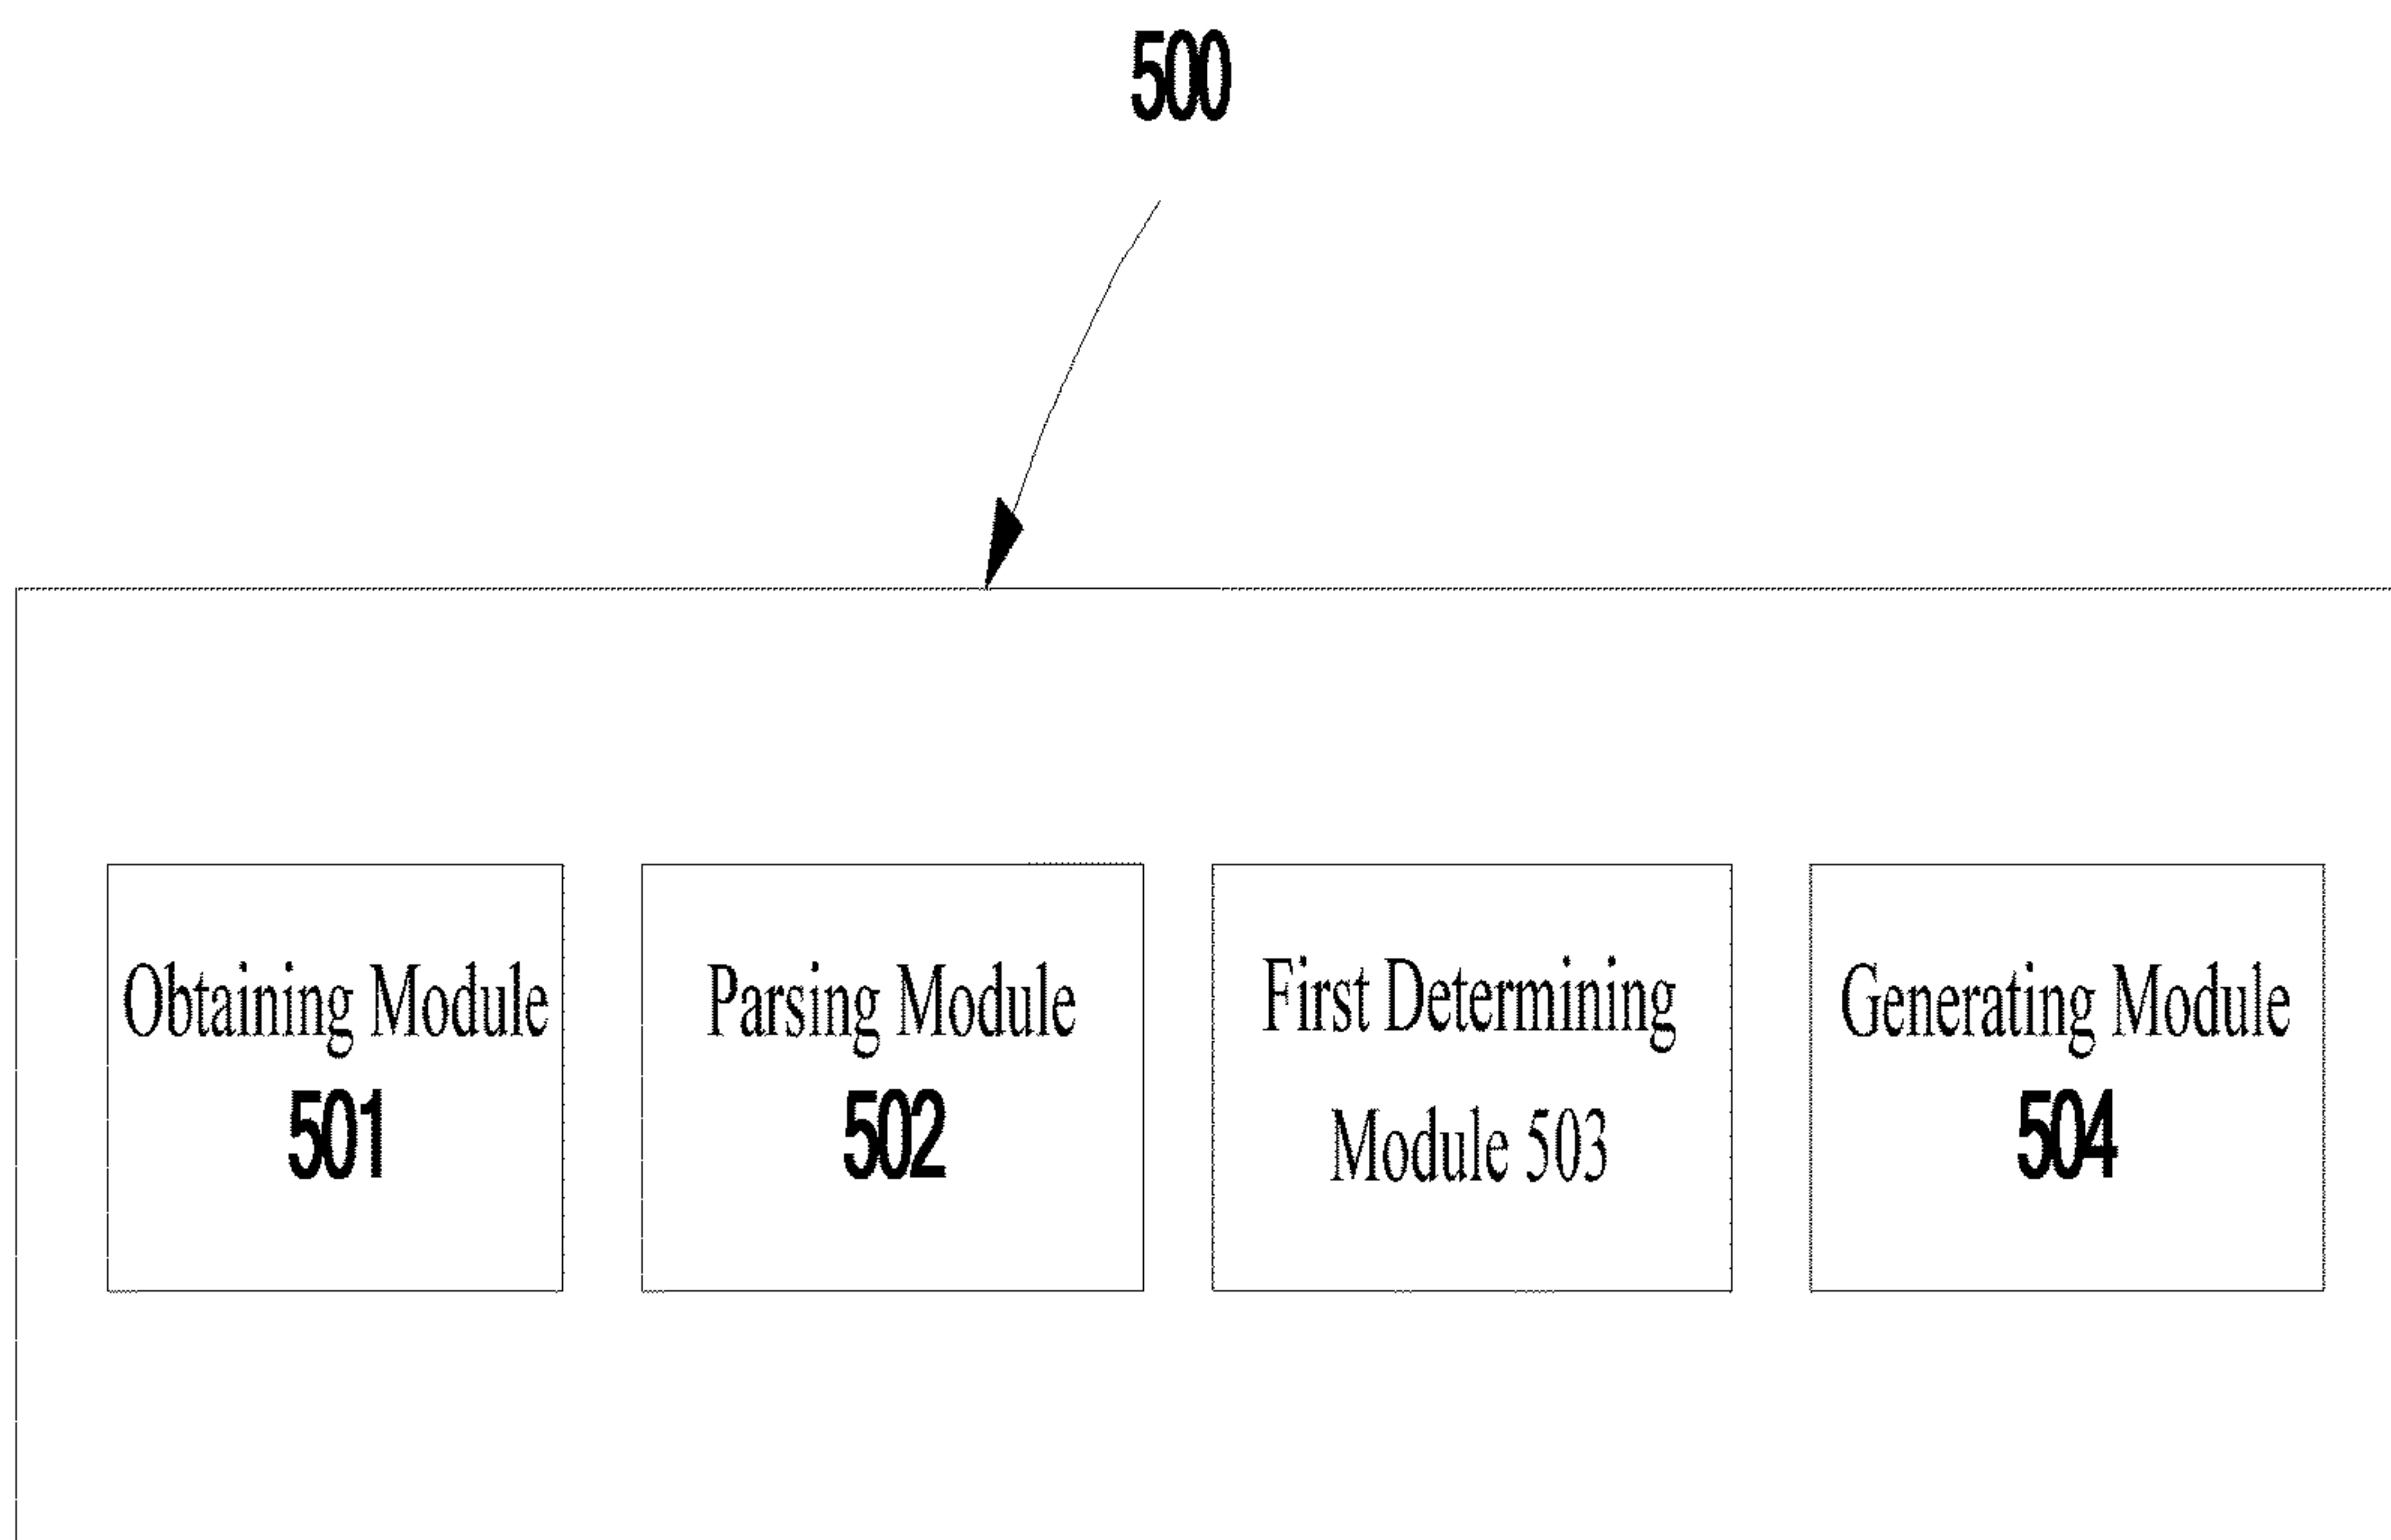 500
Obtaining Module
501
Parsing Module
502
First Determining
Module 503
Generating Module
504